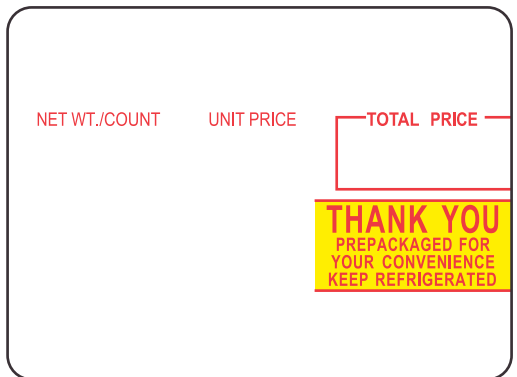 NET WT./COUNT UNIT PRICE TOTAL PRICE
THANK YOU
PREPACKAGED FOR
YOUR CONVENIENCE
KEEP REFRIGERATED